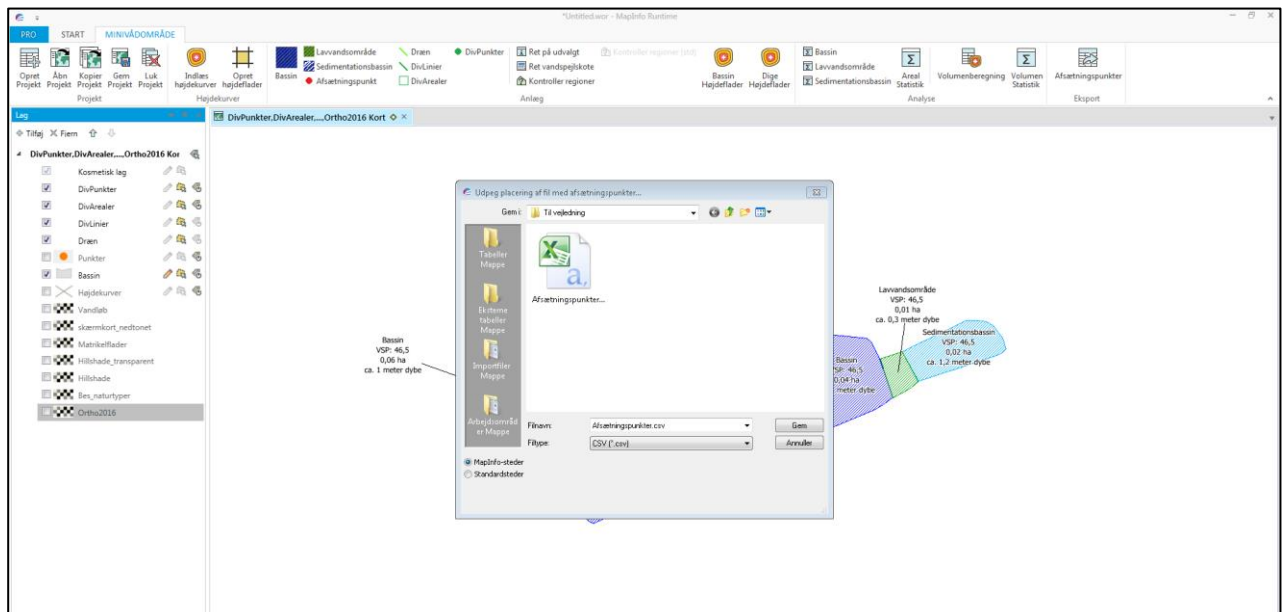 "Untitled.wor - MapInfo Runtime
PRO START MINIVÅDOMRÅDE
Opret Projekt Åbn Projekt Kopier Projekt Gem Projekt Luk Projekt
Projekt
Indlæs højdekurver Opret højdeflader
Højdekurver
Bassin Lavvandsområde Dræn DivPunkter Ret på udvalgt Kontroller regioner (std)
Sedimentationsbassin DivLinier Ret vandspejlskote
Afsætningspunkt DivArealer Kontroller regioner
Bassin Højdeflader Dige Højdeflader
Anlæg
Bassin
Lavvandsområde
Sedimentationsbassin
Areal Statistik Volumenberegning Volumen Statistik
Analyse
Afsætningspunkter
Eksport
Lag
Tilføj Fjern
DivPunkter,DivArealer,...,Ortho2016 Kor
Kosmetisk lag
DivPunkter
DivArealer
DivLinier
Dræn
Punkter
Bassin
Højdekurver
Vandløb
skærmkort_nedtonet
Matrikelflader
Hillshade_transparent
Hillshade
Bes_naturtyper
Ortho2016
DivPunkter,DivArealer,...,Ortho2016 Kort
Udpeg placering af fil med afsætningspunkter...
Gem i: Til vejledning
Tabeller
Mappe
Eksterne
tabeller
Mappe
Importfiler
Mappe
Arbejdsområd
er Mappe
a,
Afsætningspunkter...
Filnavn: Afsætningspunkter.csv Gem
Filtype: CSV (*.csv) Annuller
MapInfo-steder
Standardsteder
Bassin
VSP: 46,5
0,06 ha
ca. 1 meter dybe
Lavvandsområde
VSP: 46,5
0,01 ha
ca. 0,3 meter dybe
Sedimentationsbassin
VSP: 46,5
0,02 ha
ca. 1,2 meter dybe
Bassin
VSP: 46,5
0,04 ha
meter dybe